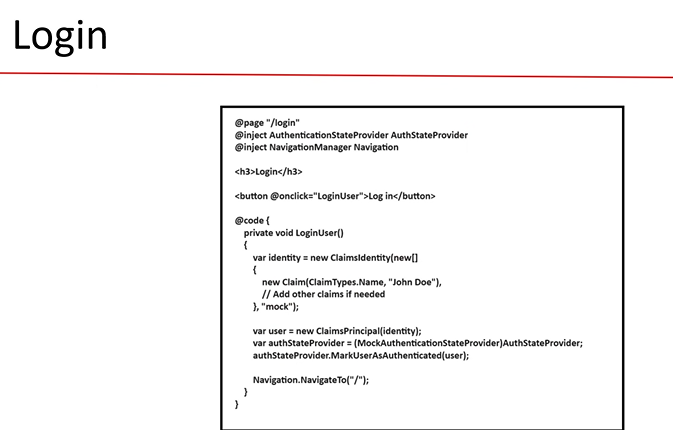 Login
@page "/login"
@inject AuthenticationStateProvider AuthStateProvider
@inject NavigationManager Navigation
<h3>Login</h3>
<button @onclick="LoginUser">Log in</button>
@code {
private void LoginUser()
{
var identity = new ClaimsIdentity(new[]
{
new Claim(ClaimTypes.Name, "John Doe"),
// Add other claims if needed
}, "mock");
var user = new ClaimsPrincipal(identity);
var authStateProvider = (MockAuthenticationStateProvider)AuthStateProvider;
authStateProvider.MarkUserAsAuthenticated(user);
Navigation.NavigateTo("/");
}
}